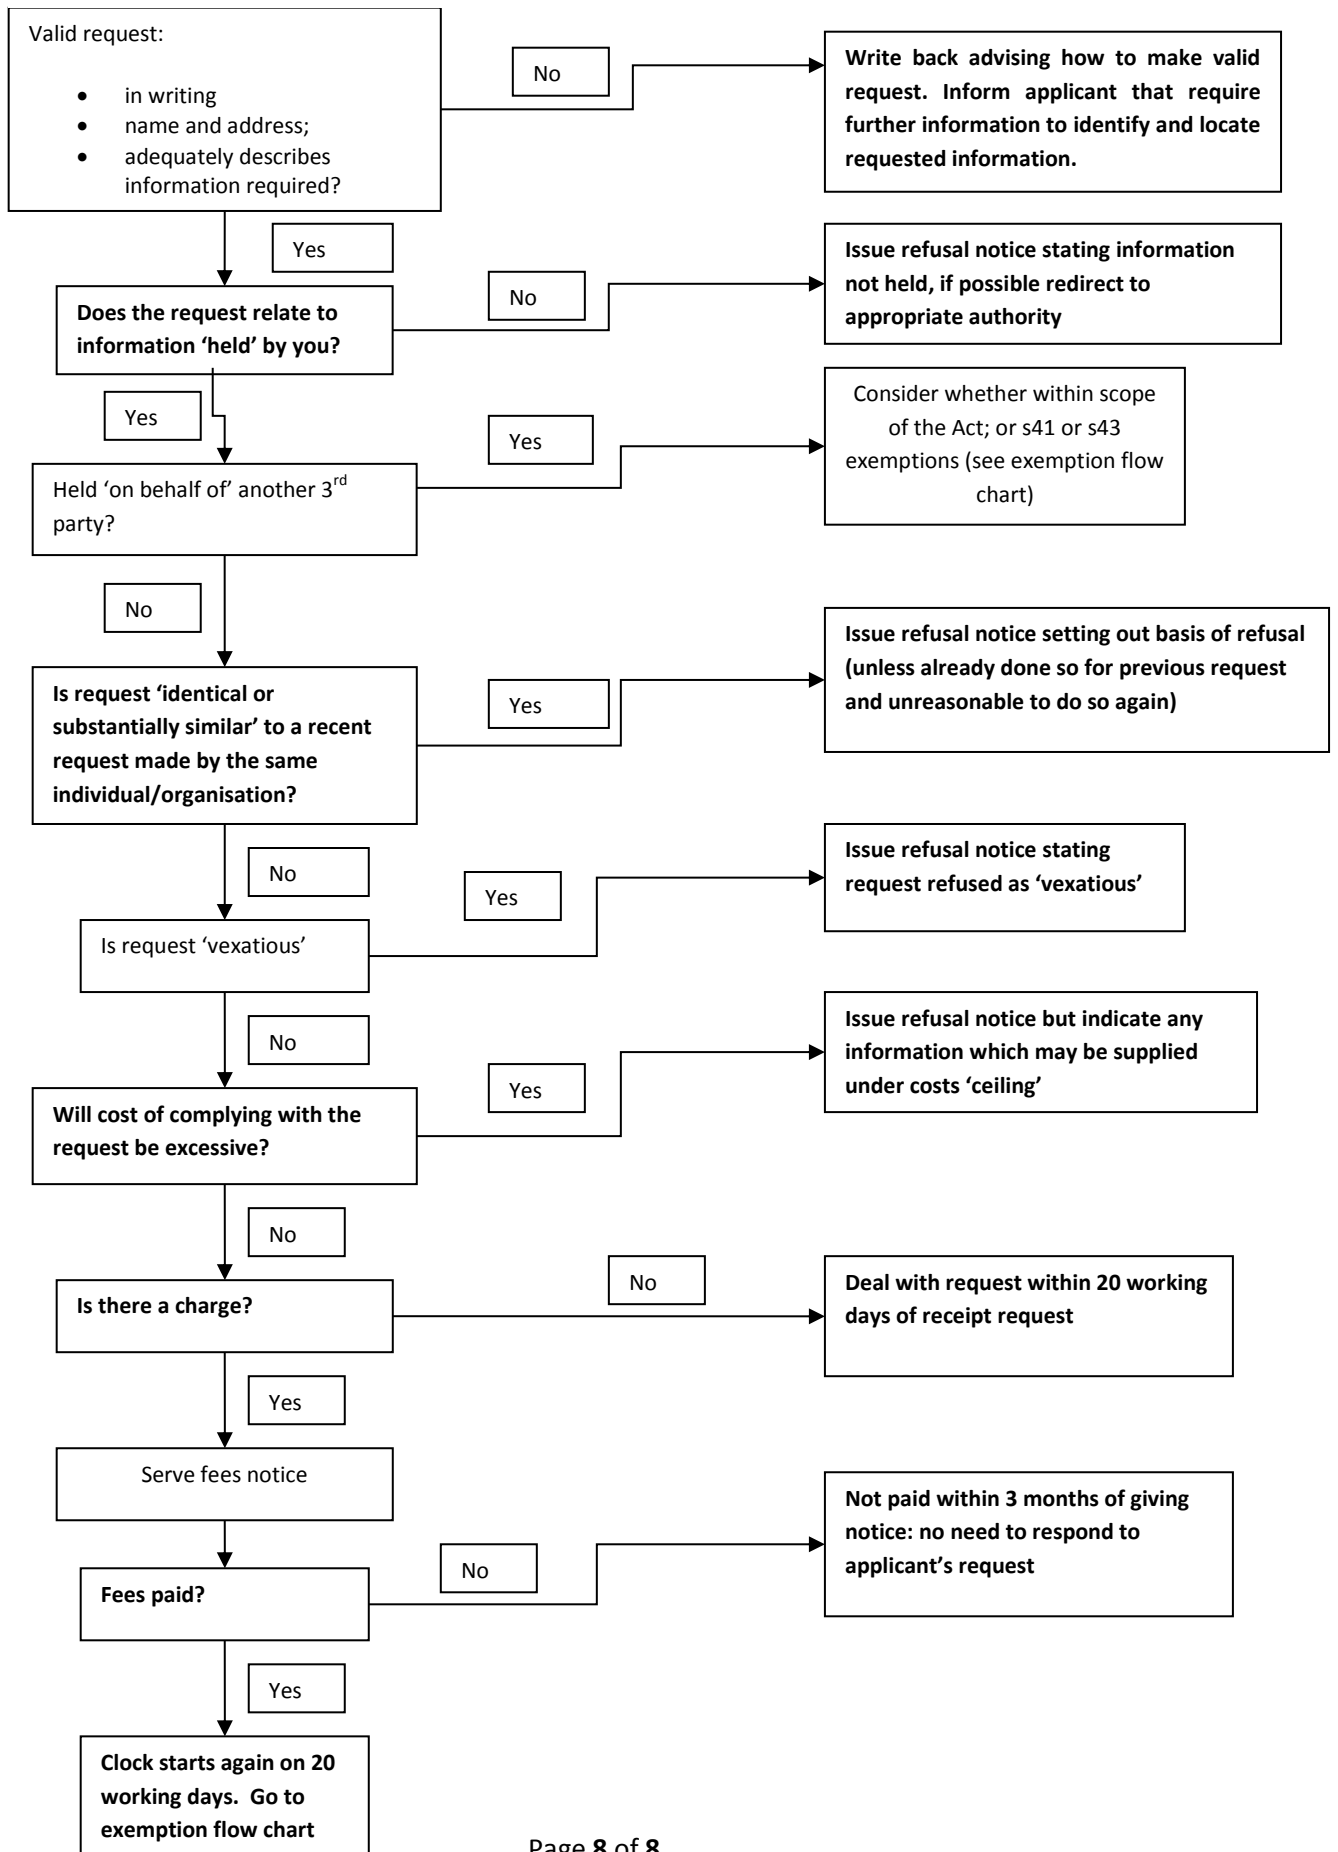 Valid request:
• in writing
• name and address;
• adequately describes
information required?
No
Write back advising how to make valid
request. Inform applicant that require
further information to identify and locate
requested information.
Yes
Does the request relate to
information ‘held’ by you?
No
Issue refusal notice stating information
not held, if possible redirect to
appropriate authority
Yes
Held ‘on behalf of’ another 3rd
party?
Yes
Consider whether within scope
of the Act; or s41 or s43
exemptions (see exemption flow
chart)
No
Is request ‘identical or
substantially similar’ to a recent
request made by the same
individual/organisation?
Yes
Issue refusal notice setting out basis of refusal
(unless already done so for previous request
and unreasonable to do so again)
No
Is request ‘vexatious’
Yes
Issue refusal notice stating
request refused as ‘vexatious’
No
Will cost of complying with the
request be excessive?
Yes
Issue refusal notice but indicate any
information which may be supplied
under costs ‘ceiling’
No
Is there a charge?
No
Deal with request within 20 working
days of receipt request
Yes
Serve fees notice
Fees paid?
No
Not paid within 3 months of giving
notice: no need to respond to
applicant’s request
Yes
Clock starts again on 20
working days.  Go to
exemption flow chart
Page 8 of 8